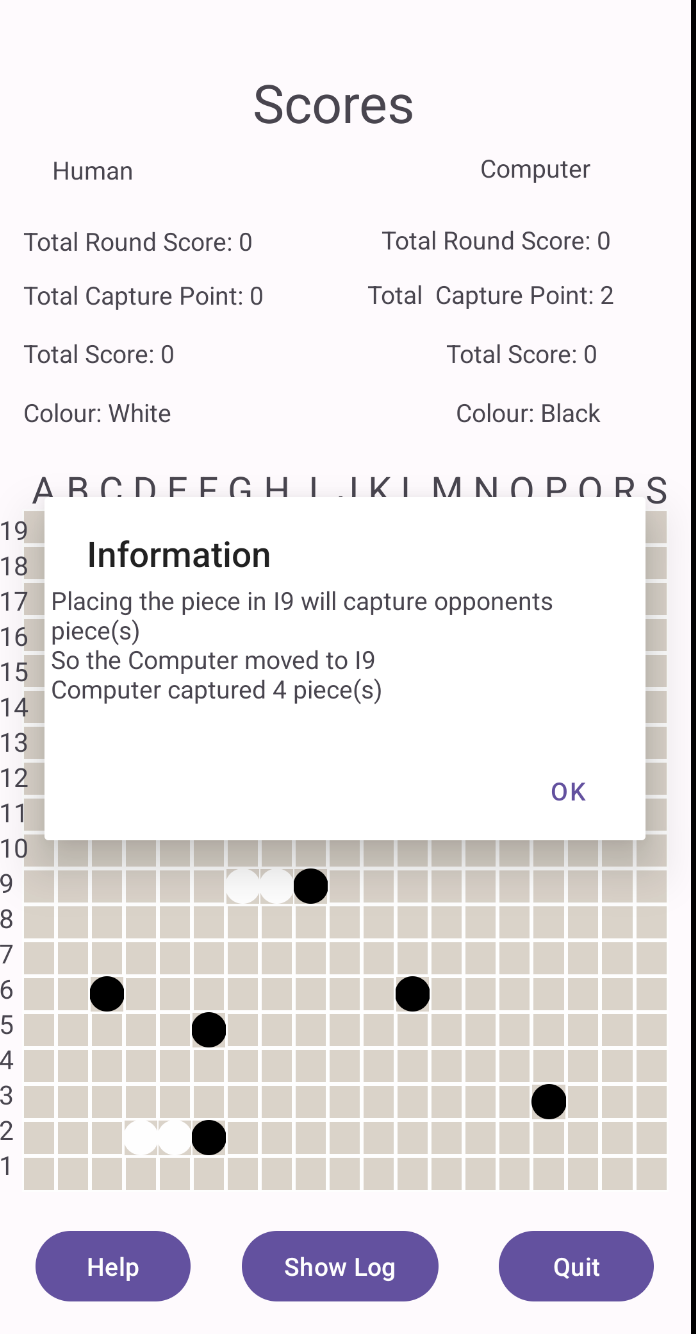 Scores
Human Computer
Total Round Score: 0 Total Round Score: 0
Total Capture Point: 0 Total Capture Point: 2
Total Score: 0 Total Score: 0
Colour: White Colour: Black
A B C D E F G H I J K L M N O P Q R S
19
18
17
16
15
14
13
12
11
10
Information
Placing the piece in I9 will capture opponents
piece(s)
So the Computer moved to I9
Computer captured 4 piece(s)
OK
9
8
7
6
5
4
3
2
1
Help Show Log Quit